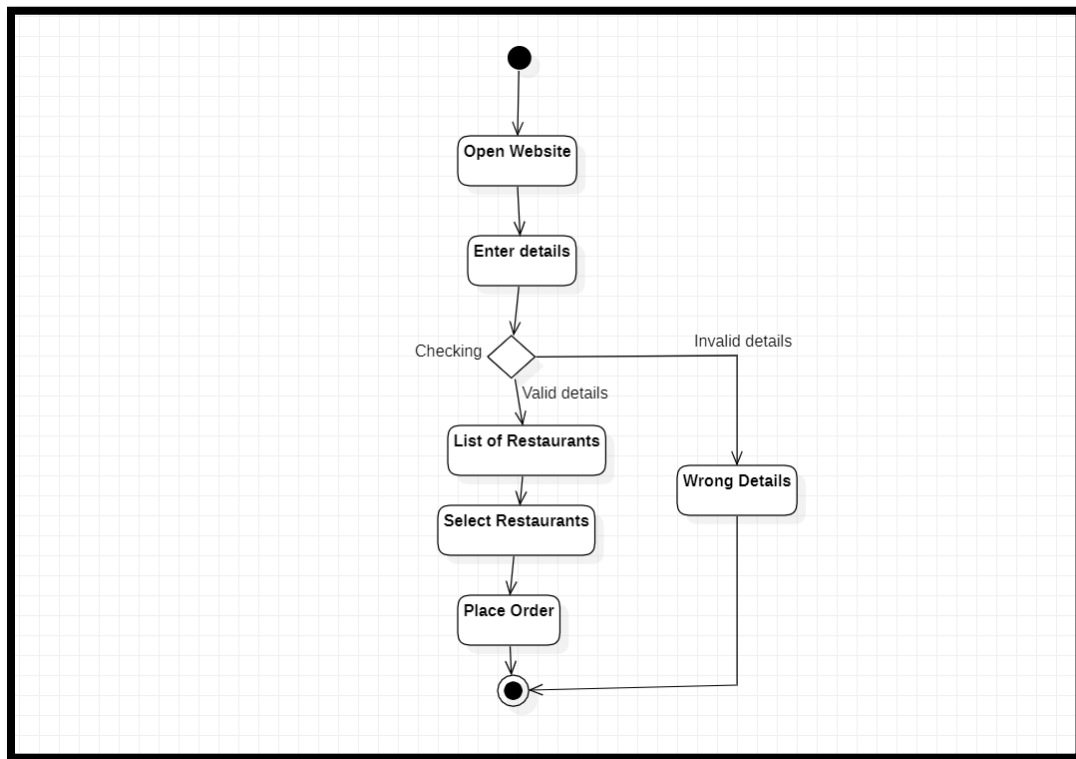 Open Website
Enter details
Checking
Invalid details
Valid details
List of Restaurants
Wrong Details
Select Restaurants
Place Order